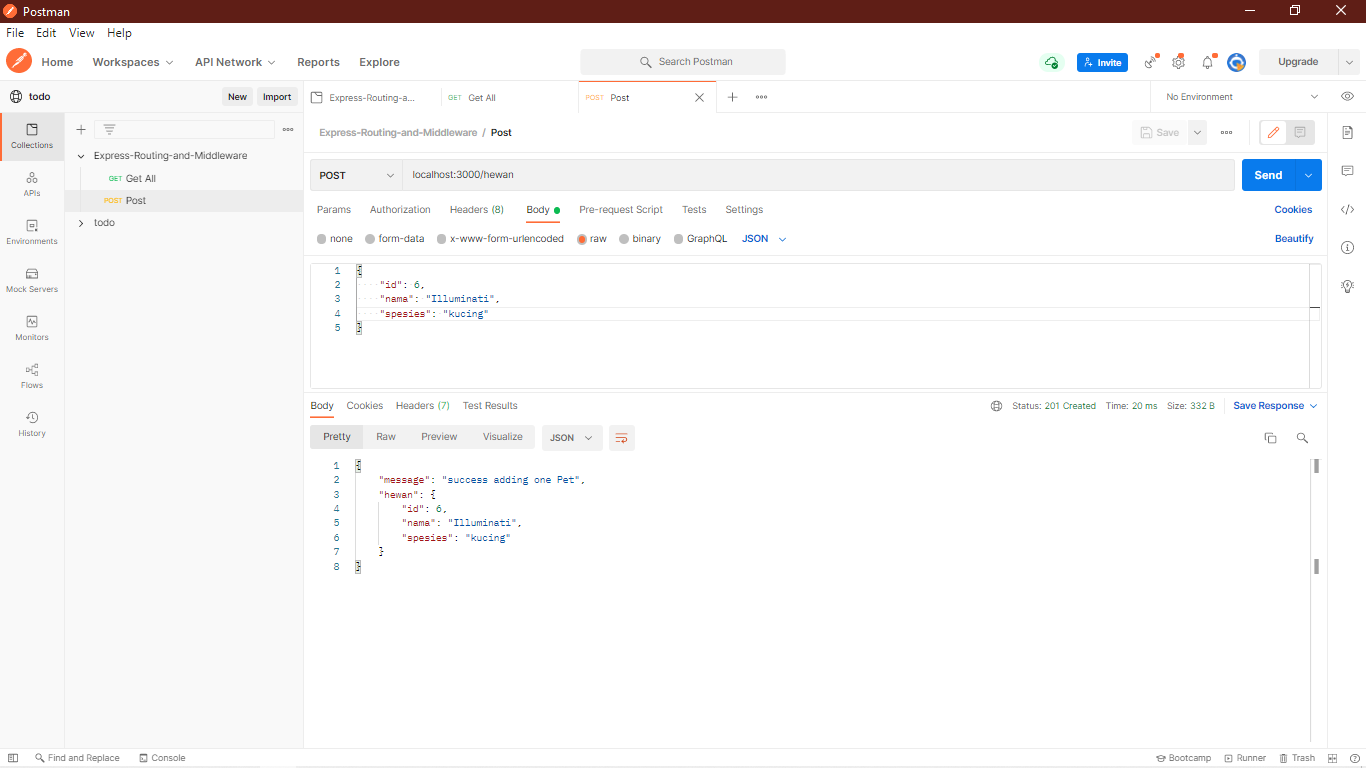 Postman
File Edit View Help
Home Workspaces API Network Reports Explore Search Postman Invite Upgrade
todo New Import Express-Routing-a... GET Get All POST Post No Environment
Express-Routing-and-Middleware / Post Save
Collections
APIs
Environments
Mock Servers
Monitors
Flows
History
Express-Routing-and-Middleware
GET Get All
POST Post
todo
POST localhost:3000/hewan Send
Params Authorization Headers (8) Body Pre-request Script Tests Settings Cookies
none form-data x-www-form-urlencoded raw binary GraphQL JSON Beautify
1 {
2 "id": 6,
3 "nama": "Illuminati",
4 "spesies": "kucing"
5 }
Body Cookies Headers (7) Test Results Status: 201 Created Time: 20 ms Size: 332 B Save Response
Pretty Raw Preview Visualize JSON
1 {
2 "message": "success adding one Pet",
3 "hewan": {
4 "id": 6,
5 "nama": "Illuminati",
6 "spesies": "kucing"
7 }
8 }
Find and Replace Console Bootcamp Runner Trash